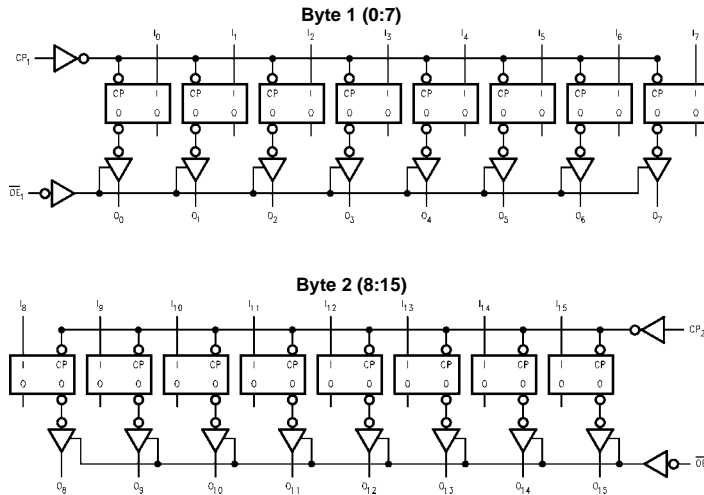 Byte 1 (0:7)
I0 I1 I2 I3 I4 I5 I6 I7
CP1
CP I CP I CP I CP I CP I CP I CP I CP I
O O O O O O O O O O O O O O O O
OE1
O0 O1 O2 O3 O4 O5 O6 O7
Byte 2 (8:15)
I8 I9 I10 I11 I12 I13 I14 I15
CP2
I CP I CP I CP I CP I CP I CP I CP I CP
O O O O O O O O O O O O O O O O
OE
O8 O9 O10 O11 O12 O13 O14 O15